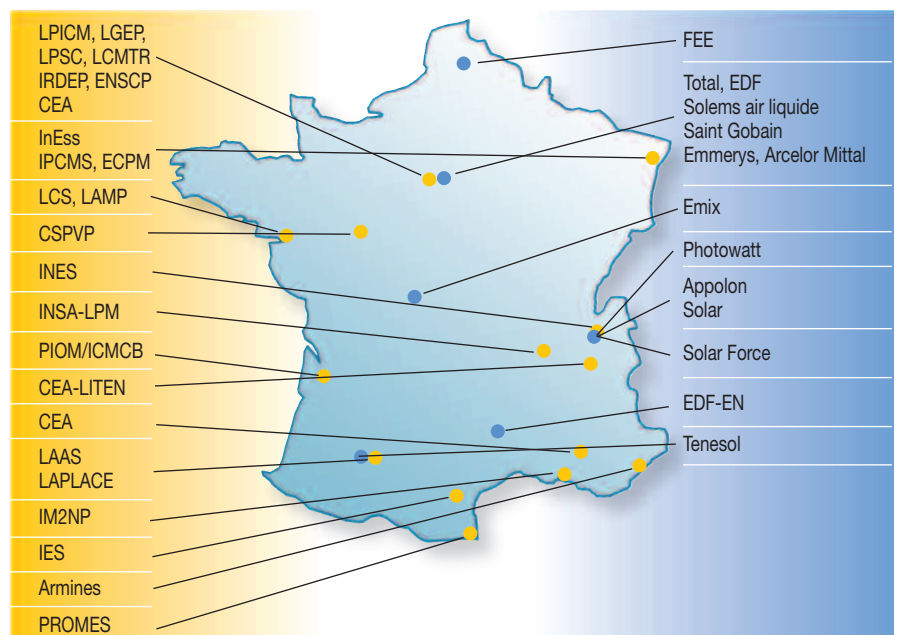 LPICM, LGEP,
LPSC, LCMTR
IRDEP, ENSCP
CEA
InEss
IPCMS, ECPM
LCS, LAMP
CSPVP
INES
INSA-LPM
PIOM/ICMCB
CEA-LITEN
CEA
LAAS
LAPLACE
IM2NP
IES
Armines
PROMES
FEE
Total, EDF
Solems air liquide
Saint Gobain
Emmerys, Arcelor Mittal
Emix
Photowatt
Appolon
Solar
Solar Force
EDF-EN
Tenesol